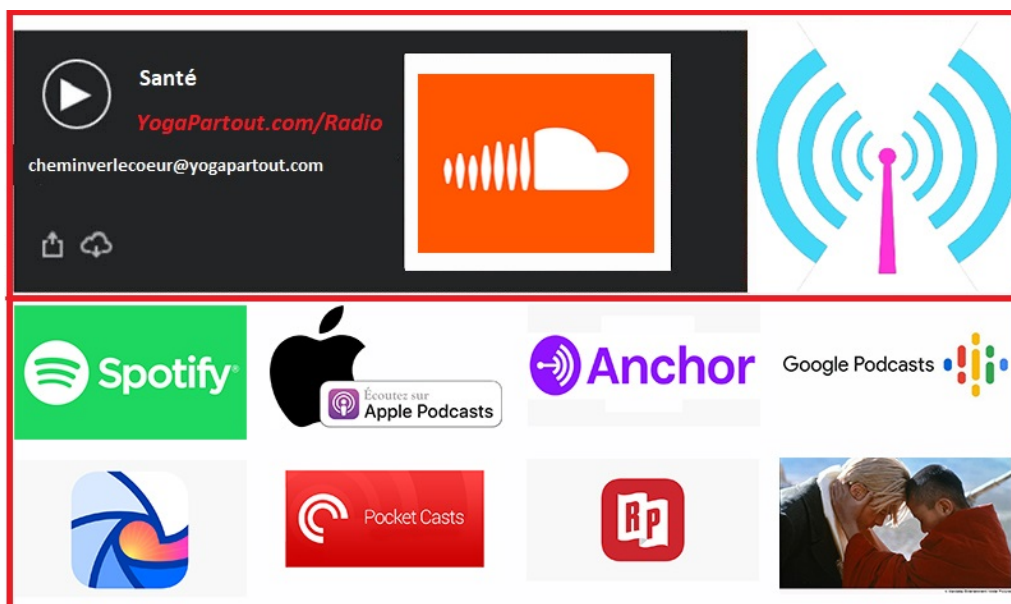 Santé
YogaPartout.com/Radio
cheminverlecoeur@yogapartout.com
Spotify®
Écoutez sur
Apple Podcasts
Anchor
Google Podcasts
Pocket Casts
RP